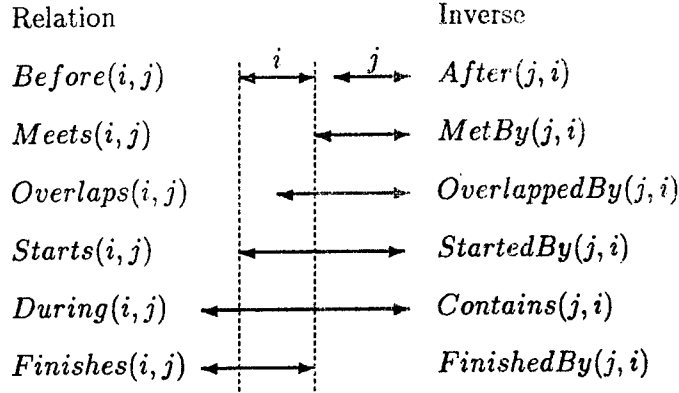 Relation Inverse
Before(i, j) i j After(j, i)
Meets(i, j) MetBy(j, i)
Overlaps(i, j) OverlappedBy(j, i)
Starts(i, j) StartedBy(j, i)
During(i, j) Contains(j, i)
Finishes(i, j) FinishedBy(j, i)